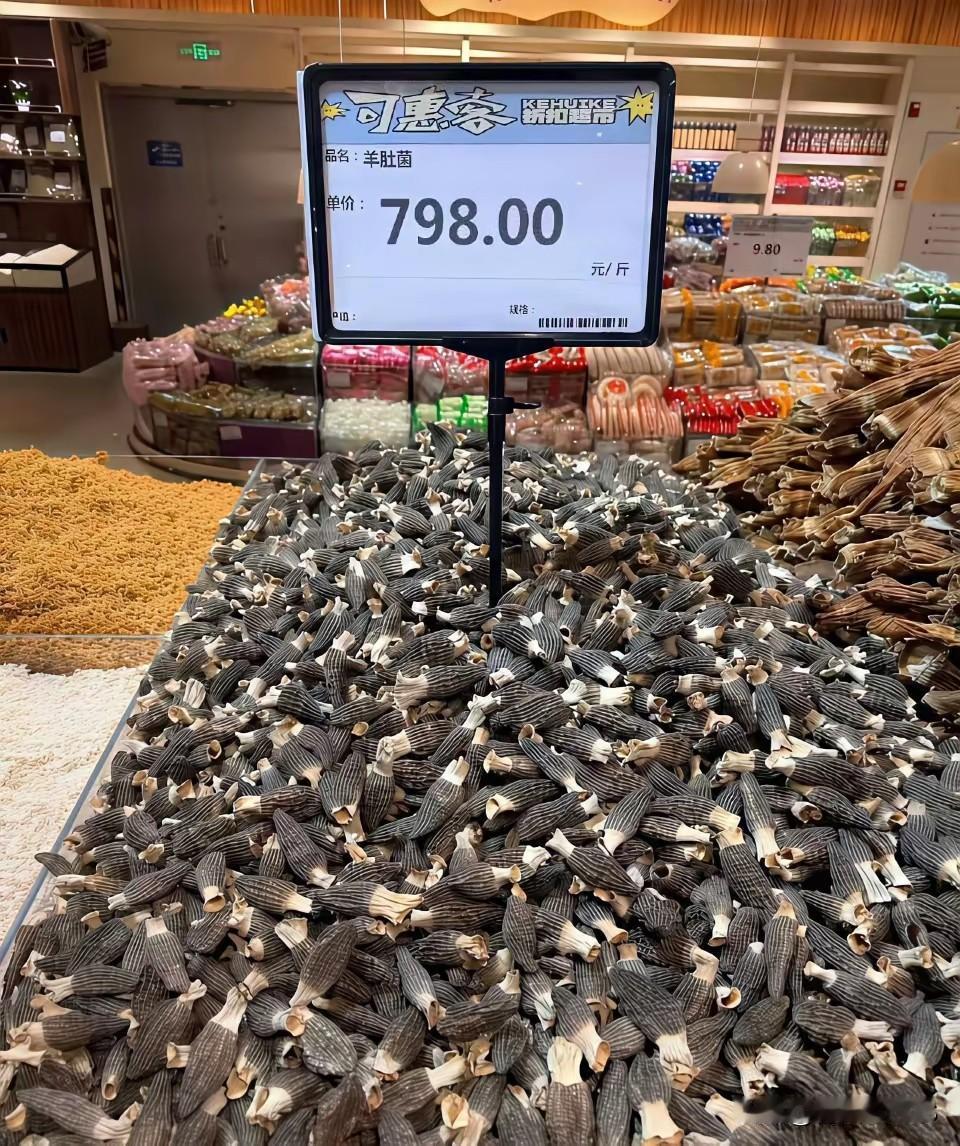 可惠客 KEHUIKE
折扣超市
品名：羊肚菌
单价：798.00
元/斤
规格：
9.80